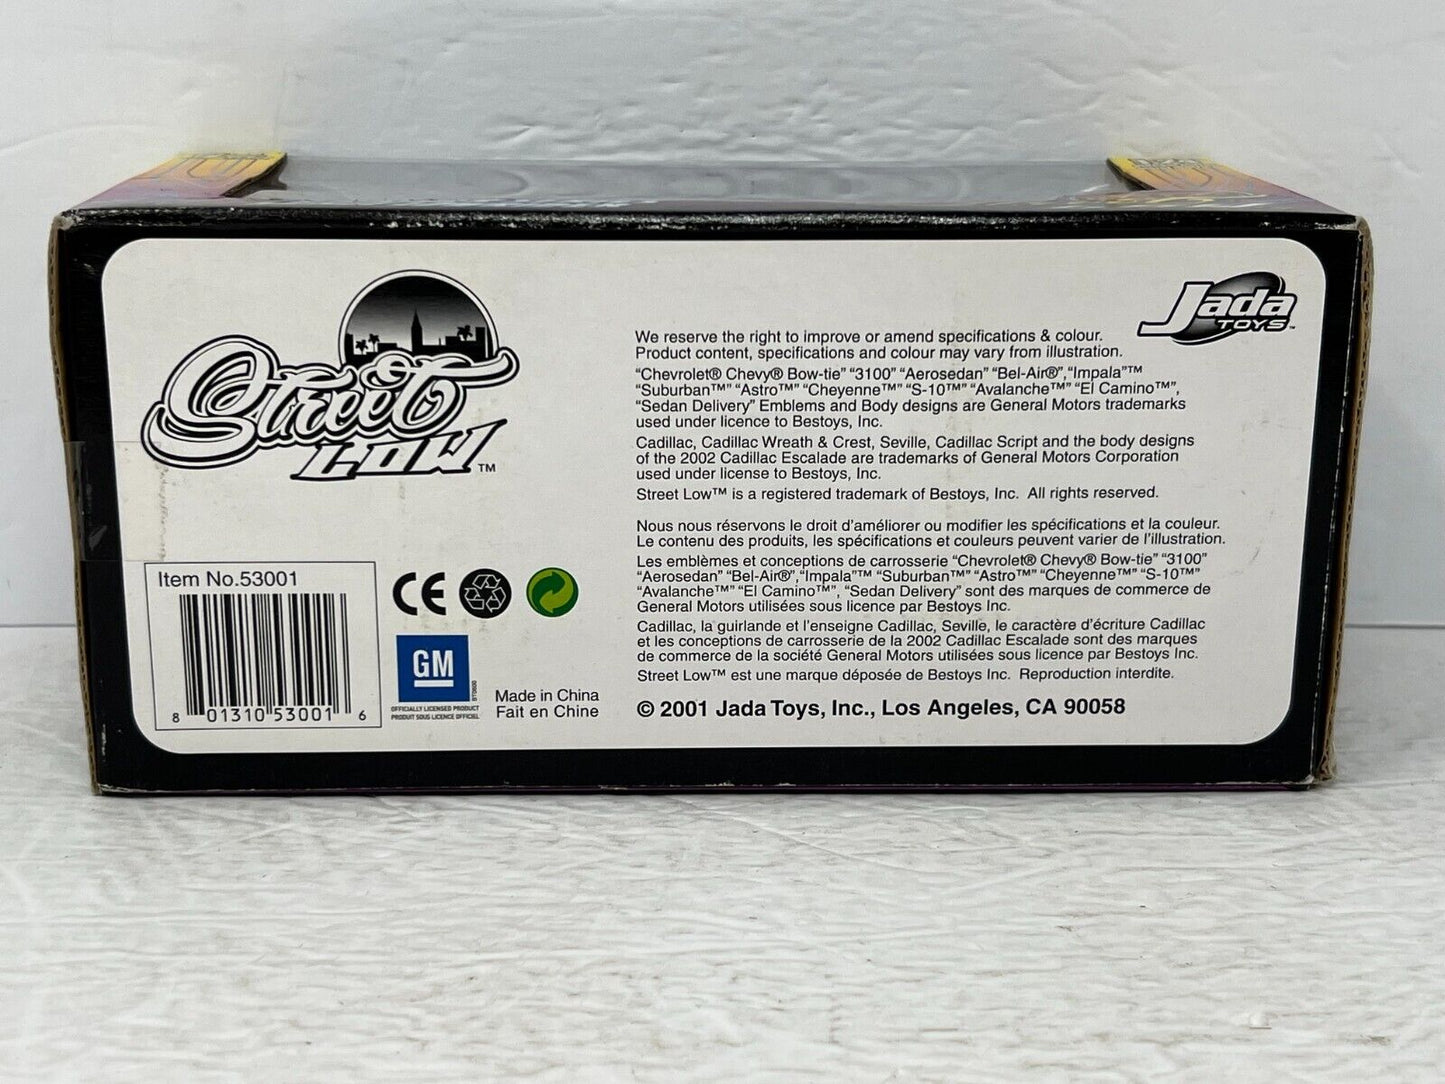 Street
LOW™
Jada
TOYS™
We reserve the right to improve or amend specifications & colour.
Product content, specifications and colour may vary from illustration.
“Chevrolet® Chevy® Bow-tie” “3100” “Aerosedan” “Bel-Air®”,“Impala”™
“Suburban™” “Astro™” “Cheyenne™” “S-10™” “Avalanche™” “El Camino™”,
“Sedan Delivery” Emblems and Body designs are General Motors trademarks
used under licence to Bestoys, Inc.
Cadillac, Cadillac Wreath & Crest, Seville, Cadillac Script and the body designs
of the 2002 Cadillac Escalade are trademarks of General Motors Corporation
used under license to Bestoys, Inc.
Street Low™ is a registered trademark of Bestoys, Inc. All rights reserved.
Nous nous réservons le droit d’améliorer ou modifier les spécifications et la couleur.
Le contenu des produits, les spécifications et couleurs peuvent varier de l’illustration.
Les emblèmes et conceptions de carrosserie “Chevrolet® Chevy® Bow-tie” “3100”
“Aerosedan” “Bel-Air®”,“Impala™ “Suburban™” “Astro™” “Cheyenne™” “S-10™”
“Avalanche™” “El Camino™”, “Sedan Delivery” sont des marques de commerce de
General Motors utilisées sous licence par Bestoys Inc.
Cadillac, la guirlande et l’enseigne Cadillac, Seville, le caractère d’écriture Cadillac
et les conceptions de carrosserie de la 2002 Cadillac Escalade sont des marques
de commerce de la société General Motors utilisées sous licence par Bestoys Inc.
Street Low™ est une marque déposée de Bestoys Inc. Reproduction interdite.
© 2001 Jada Toys, Inc., Los Angeles, CA 90058
Item No.53001
8 01310 53001 6
CE
GM
OFFICIALLY LICENSED PRODUCT
PRODUIT SOUS LICENCE OFFICIEL
Made in China
Fait en Chine